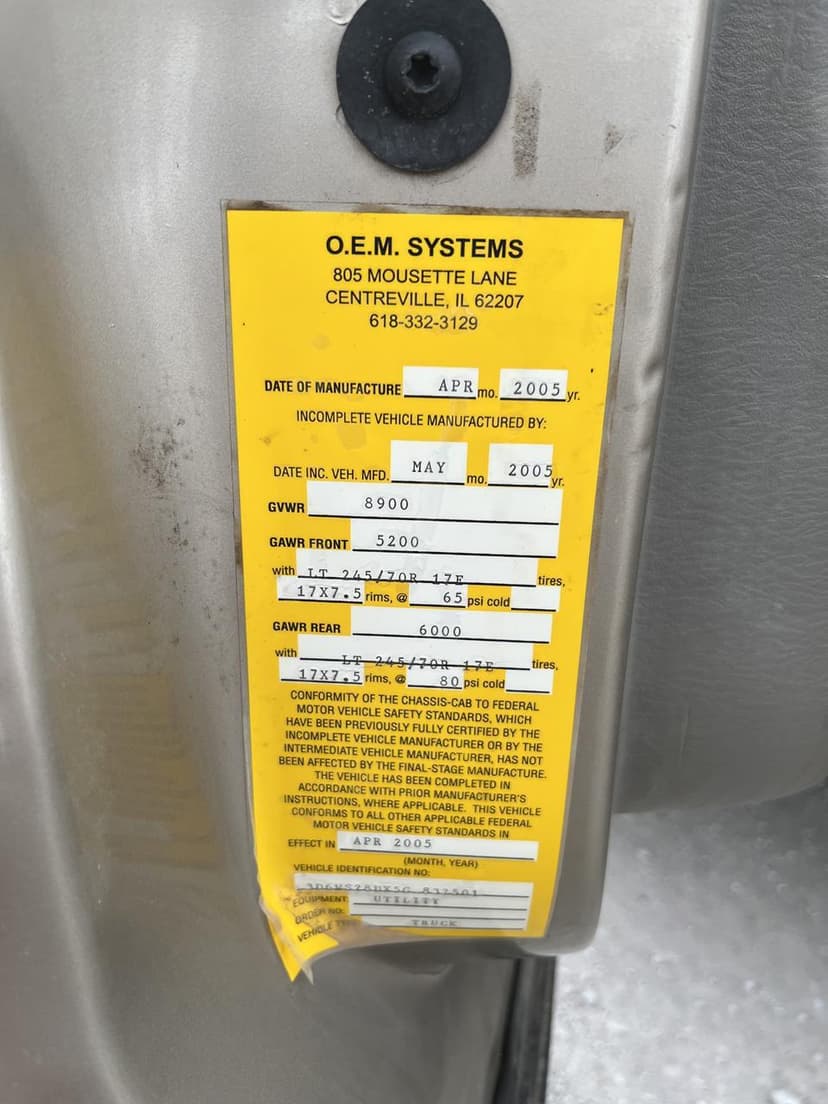 O.E.M. SYSTEMS
805 MOUSETTE LANE
CENTREVILLE, IL 62207
618-332-3129
DATE OF MANUFACTURE APR mo. 2005 yr.
INCOMPLETE VEHICLE MANUFACTURED BY:
DATE INC. VEH. MFD. MAY mo. 2005 yr.
GVWR 8900
GAWR FRONT 5200
with LT 245/70R 17E tires,
17X7.5 rims, @ 65 psi cold
GAWR REAR 6000
with LT 245/70R 17E tires,
17X7.5 rims, @ 80 psi cold
CONFORMITY OF THE CHASSIS-CAB TO FEDERAL
MOTOR VEHICLE SAFETY STANDARDS, WHICH
HAVE BEEN PREVIOUSLY FULLY CERTIFIED BY THE
INCOMPLETE VEHICLE MANUFACTURER OR BY THE
INTERMEDIATE VEHICLE MANUFACTURER, HAS NOT
BEEN AFFECTED BY THE FINAL-STAGE MANUFACTURE.
THE VEHICLE HAS BEEN COMPLETED IN
ACCORDANCE WITH PRIOR MANUFACTURER'S
INSTRUCTIONS, WHERE APPLICABLE. THIS VEHICLE
CONFORMS TO ALL OTHER APPLICABLE FEDERAL
MOTOR VEHICLE SAFETY STANDARDS IN
EFFECT IN APR 2005
(MONTH, YEAR)
VEHICLE IDENTIFICATION NO:
EQUIPMENT: UTILITY
ORDER NO:
VEHICLE TRUCK